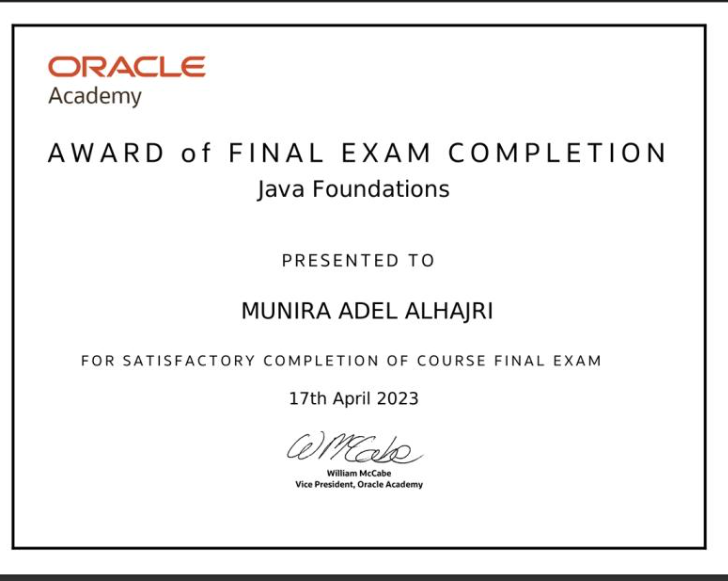 ORACLE
Academy
AWARD of FINAL EXAM COMPLETION
Java Foundations
PRESENTED TO
MUNIRA ADEL ALHAJRI
FOR SATISFACTORY COMPLETION OF COURSE FINAL EXAM
17th April 2023
W McCabe
William McCabe
Vice President, Oracle Academy